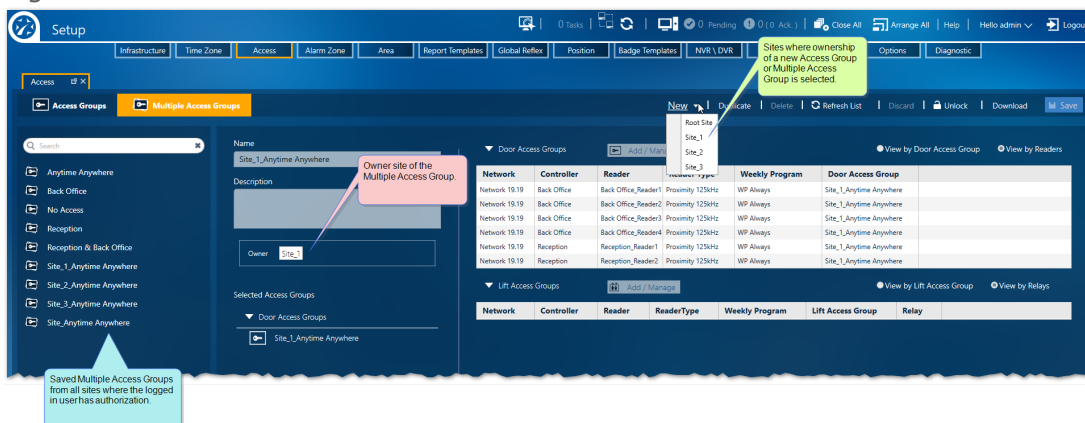 Setup
0 Tasks
0 Pending
0 ( 0 Ack. )
Close All
Arrange All
Help
Hello admin
Logou
Infrastructure
Time Zone
Access
Alarm Zone
Area
Report Templates
Global Reflex
Position
Badge Templates
NVR \ DVR
Options
Diagnostic
Sites where ownership
of a new Access Group
or Multiple Access
Group is selected.
Access
Access Groups
Multiple Access Groups
New
Duplicate
Delete
Refresh List
Discard
Unlock
Download
Save
Root Site
Site_1
Site_2
Site_3
Search
Anytime Anywhere
Back Office
No Access
Reception
Reception & Back Office
Site_1_Anytime Anywhere
Site_2_Anytime Anywhere
Site_3_Anytime Anywhere
Site_Anytime Anywhere
Saved Multiple Access Groups
from all sites where the logged
in user has authorization.
Name
Site_1_Anytime Anywhere
Description
Owner site of the
Multiple Access Group.
Owner Site_1
Selected Access Groups
Door Access Groups
Site_1_Anytime Anywhere
Door Access Groups
Add / Man
View by Door Access Group
View by Readers
Network Controller Reader Reader Type Weekly Program Door Access Group
Network 19.19 Back Office Back Office_Reader1 Proximity 125kHz WP Always Site_1_Anytime Anywhere
Network 19.19 Back Office Back Office_Reader2 Proximity 125kHz WP Always Site_1_Anytime Anywhere
Network 19.19 Back Office Back Office_Reader3 Proximity 125kHz WP Always Site_1_Anytime Anywhere
Network 19.19 Back Office Back Office_Reader4 Proximity 125kHz WP Always Site_1_Anytime Anywhere
Network 19.19 Reception Reception_Reader1 Proximity 125kHz WP Always Site_1_Anytime Anywhere
Network 19.19 Reception Reception_Reader2 Proximity 125kHz WP Always Site_1_Anytime Anywhere
Lift Access Groups
Add / Manage
View by Lift Access Group
View by Relays
Network Controller Reader ReaderType Weekly Program Lift Access Group Relay